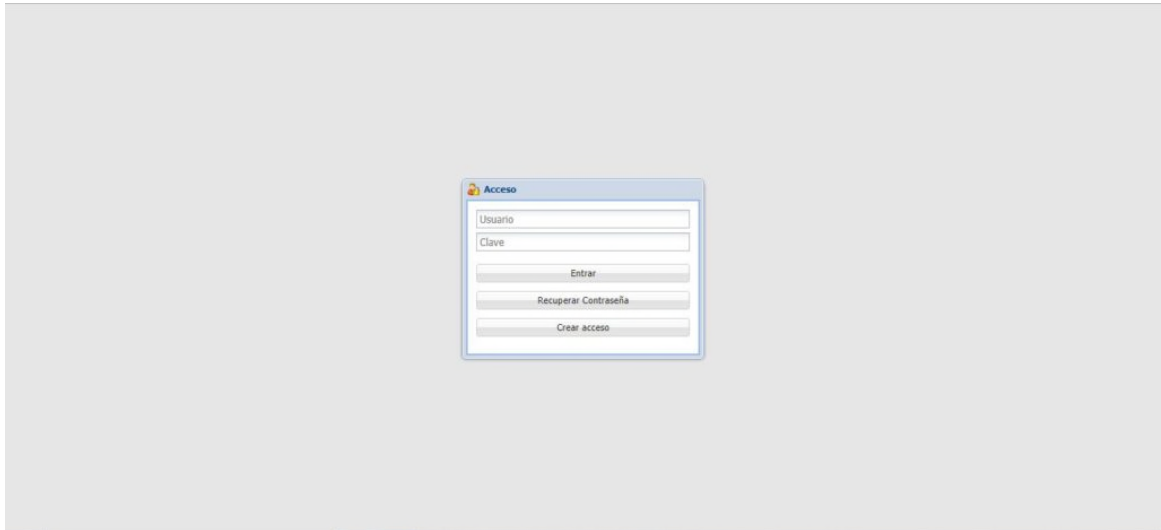 Acceso
Usuario
Clave
Entrar
Recuperar Contraseña
Crear acceso